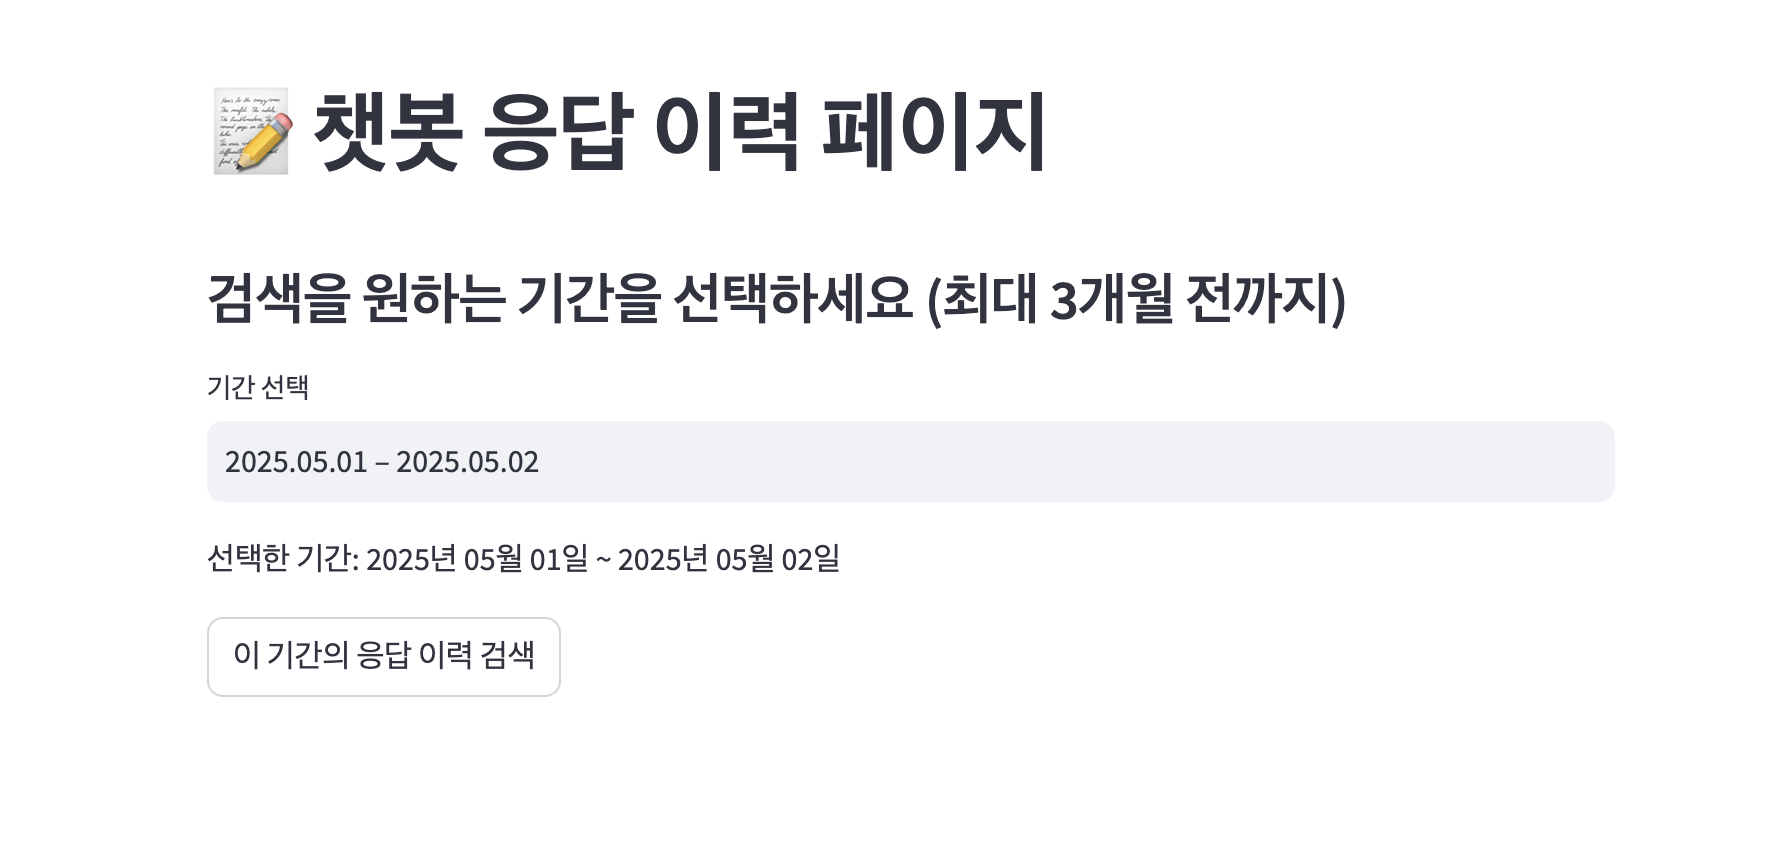 챗봇 응답 이력 페이지
검색을 원하는 기간을 선택하세요 (최대 3개월 전까지)
기간 선택
2025.05.01 – 2025.05.02
선택한 기간: 2025년 05월 01일 ~ 2025년 05월 02일
이 기간의 응답 이력 검색